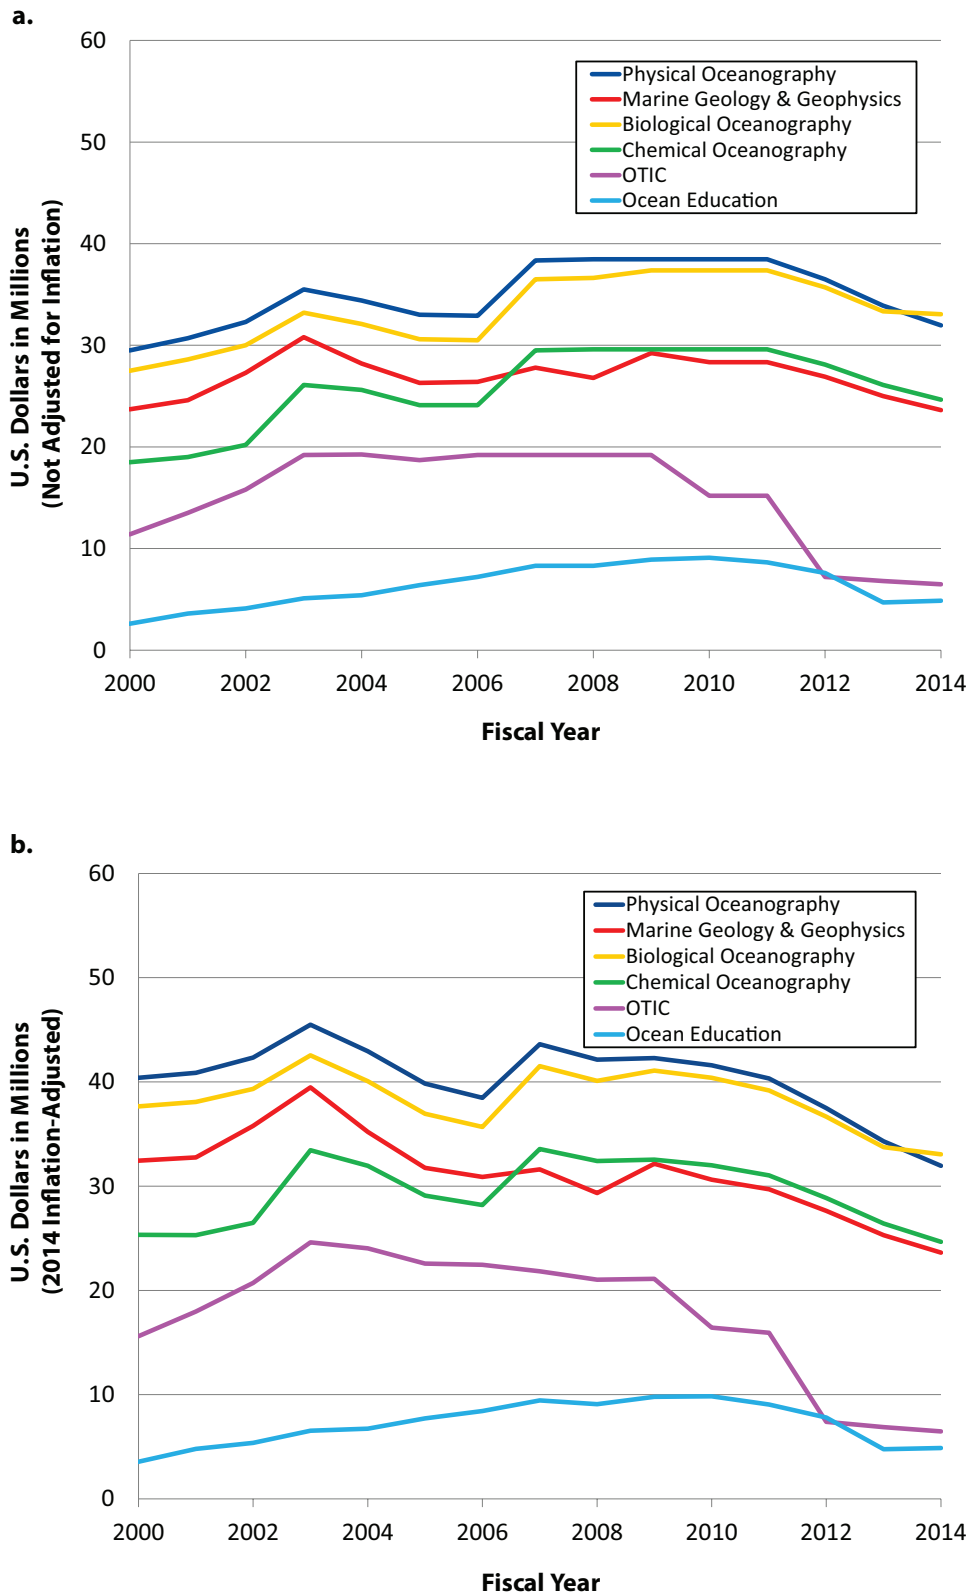 a.
60
50
40
30
20
10
0
U.S. Dollars in Millions
(Not Adjusted for Inflation)
Physical Oceanography
Marine Geology & Geophysics
Biological Oceanography
Chemical Oceanography
OTIC
Ocean Education
2000 2002 2004 2006 2008 2010 2012 2014
Fiscal Year
b.
60
50
40
30
20
10
0
U.S. Dollars in Millions
(2014 Inflation-Adjusted)
Physical Oceanography
Marine Geology & Geophysics
Biological Oceanography
Chemical Oceanography
OTIC
Ocean Education
2000 2002 2004 2006 2008 2010 2012 2014
Fiscal Year